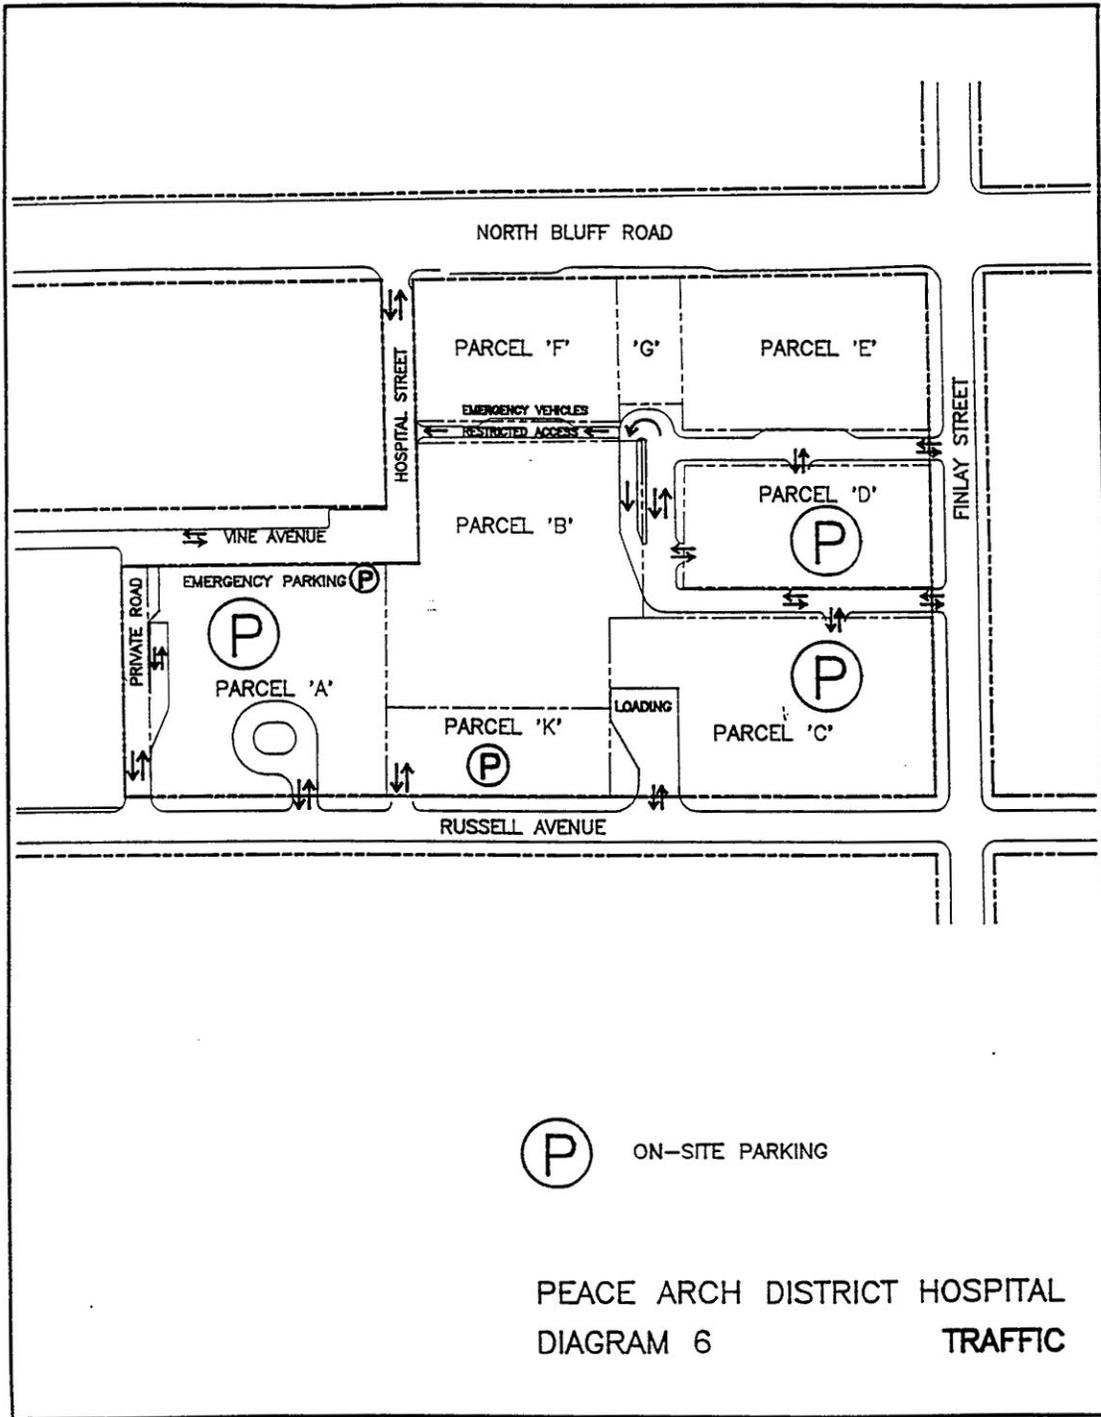 NORTH BLUFF ROAD
PARCEL 'F'
'G'
PARCEL 'E'
HOSPITAL STREET
EMERGENCY VEHICLES
RESTRICTED ACCESS
FINLAY STREET
PARCEL 'D'
P
PARCEL 'B'
VINE AVENUE
EMERGENCY PARKING P
PRIVATE ROAD
P
PARCEL 'A'
P
LOADING
PARCEL 'C'
PARCEL 'K'
P
RUSSELL AVENUE
P ON-SITE PARKING
PEACE ARCH DISTRICT HOSPITAL
DIAGRAM 6 TRAFFIC